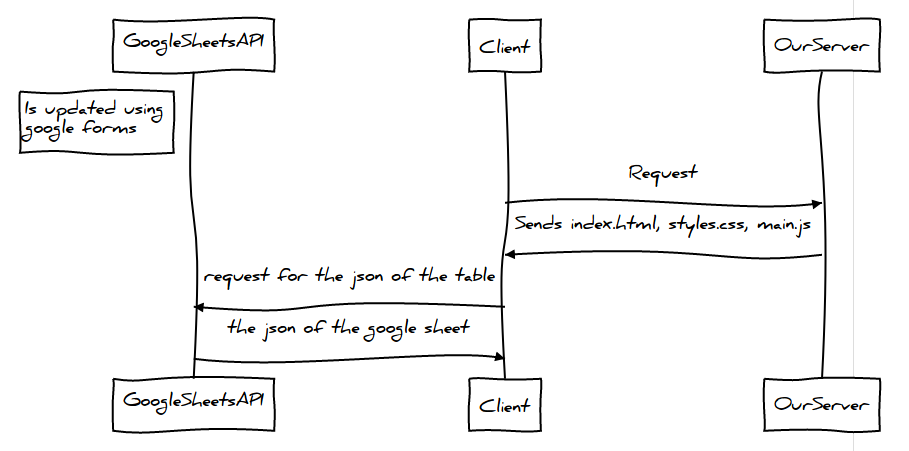 GoogleSheetsAPI
Client
OurServer
Is updated using
google forms
Request
Sends index.html, styles.css, main.js
request for the json of the table
the json of the google sheet
GoogleSheetsAPI
Client
OurServer